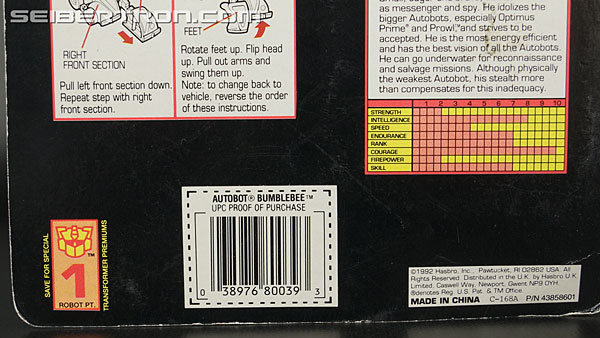 SEIBERTRON.COM
RIGHT
FRONT SECTION
Pull left front section down.
Repeat step with right
front section.
FEET
Rotate feet up. Flip head
up. Pull out arms and
swing them up.
Note: to change back to
vehicle, reverse the order
of these instructions.
as messenger and spy. He idolizes the
bigger Autobots, especially Optimus
Prime® and Prowl,™ and strives to be
accepted. He is the most energy efficient
and has the best vision of all the Autobots.
He can go underwater for reconnaissance
and salvage missions. Although physically
the weakest Autobot, his stealth more
than compensates for this inadequacy.
1 2 3 4 5 6 7 8 9 10
STRENGTH
INTELLIGENCE
SPEED
ENDURANCE
RANK
COURAGE
FIREPOWER
SKILL
SAVE FOR SPECIAL
TRANSFORMER PREMIUMS
TM
1
ROBOT PT.
AUTOBOT® BUMBLEBEE™
UPC PROOF OF PURCHASE
0 38976 80039 3
©1992 Hasbro, Inc., Pawtucket, RI 02862 USA. All
Rights Reserved. Distributed in the U.K. by Hasbro U.K.
Limited, Caswell Way, Newport, Gwent NP9 0YH.
®denotes Reg. U.S. Pat. & TM Office.
MADE IN CHINA C-168A P/N 43858601